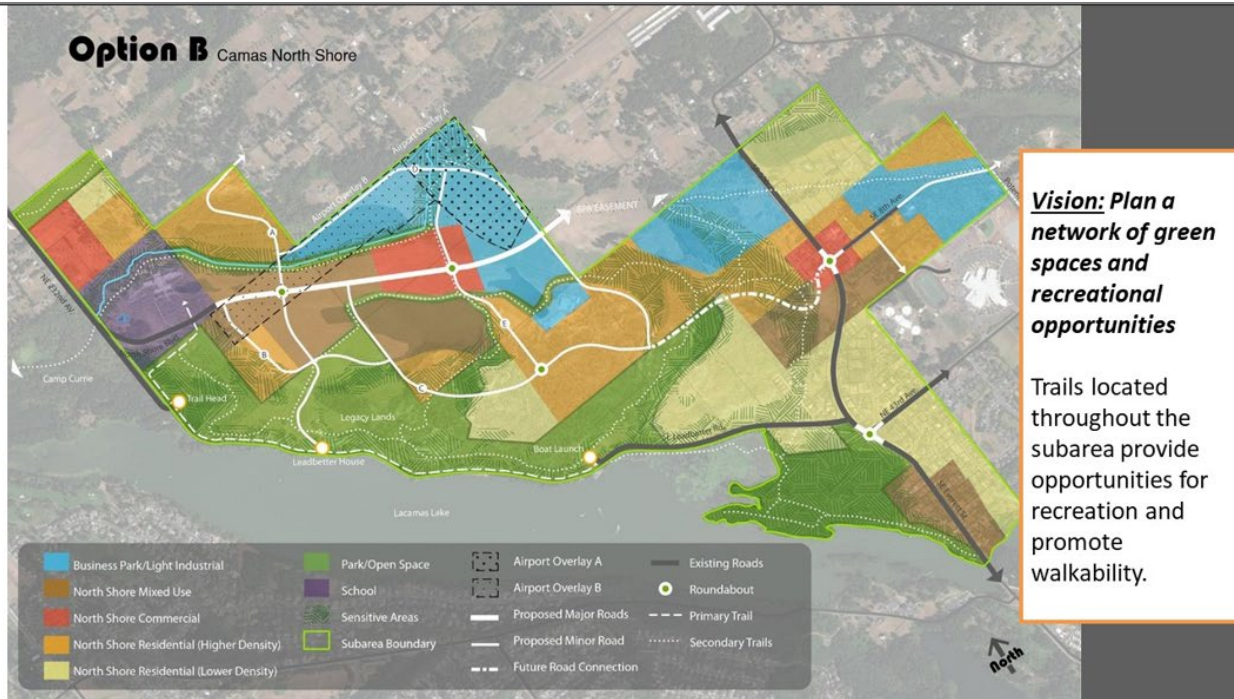 Option B Camas North Shore
Airport Overlay
Airport Overlay B
D
A
BPA EASEMENT
SE 8th Ave
NE 232nd AV.
North Shore Blvd.
E
B
C
Camp Currie
Trail Head
Legacy Lands
Leadbetter House
Boat Launch
Leadbetter Rd.
NE 43rd Ave
Lacamas Lake
Business Park/Light Industrial
North Shore Mixed Use
North Shore Commercial
North Shore Residential (Higher Density)
North Shore Residential (Lower Density)
Park/Open Space
School
Sensitive Areas
Subarea Boundary
Airport Overlay A
Airport Overlay B
Proposed Major Roads
Proposed Minor Road
Future Road Connection
Existing Roads
Roundabout
Primary Trail
Secondary Trails
North
Vision: Plan a
network of green
spaces and
recreational
opportunities
Trails located
throughout the
subarea provide
opportunities for
recreation and
promote
walkability.